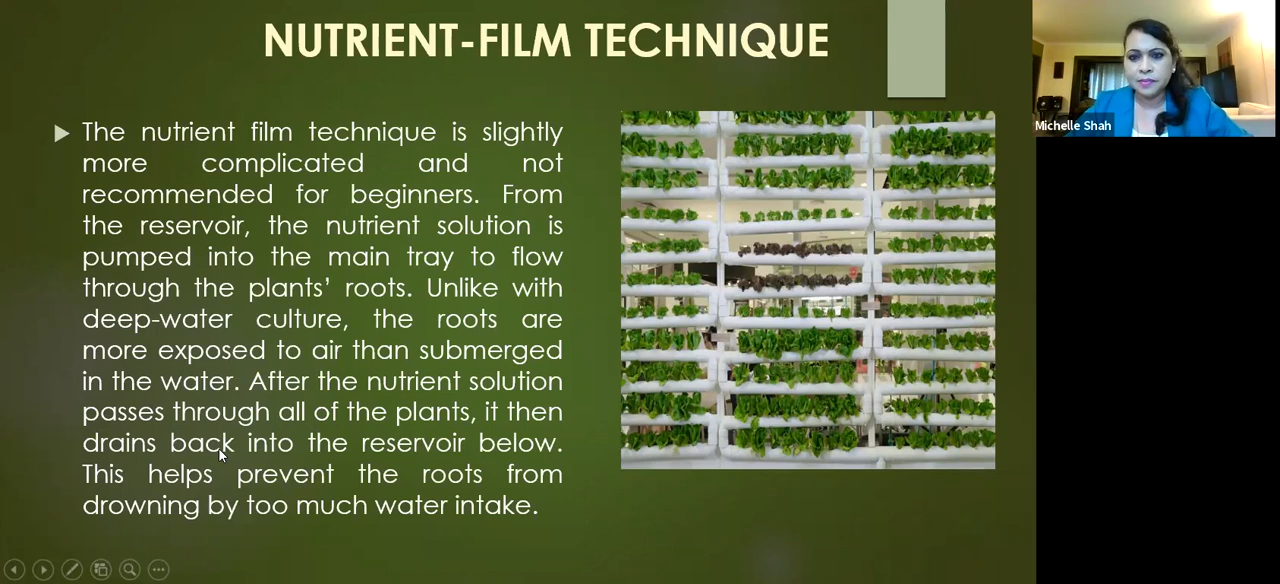 NUTRIENT-FILM TECHNIQUE
The nutrient film technique is slightly
more complicated and not
recommended for beginners. From
the reservoir, the nutrient solution is
pumped into the main tray to flow
through the plants’ roots. Unlike with
deep-water culture, the roots are
more exposed to air than submerged
in the water. After the nutrient solution
passes through all of the plants, it then
drains back into the reservoir below.
This helps prevent the roots from
drowning by too much water intake.
Michelle Shah